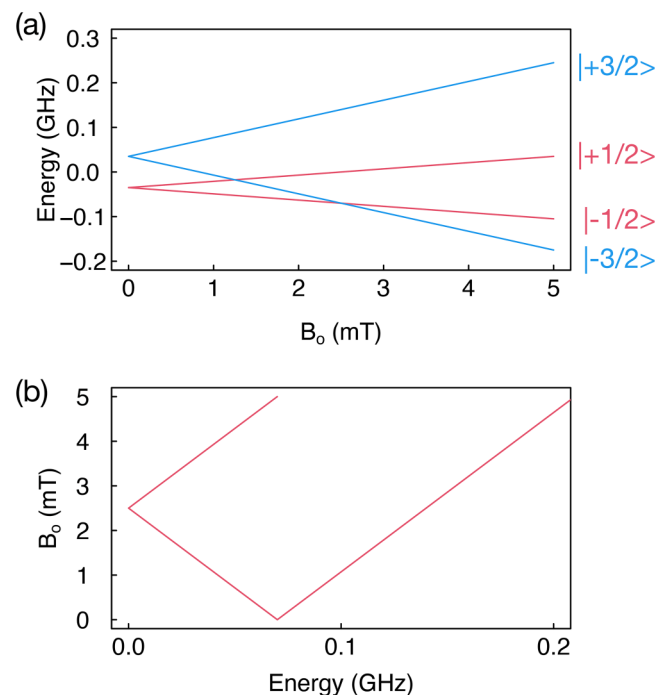 (a)
0.3
0.2
0.1
0.0
−0.1
−0.2
Energy (GHz)
|+3/2>
|+1/2>
|-1/2>
|-3/2>
0 1 2 3 4 5
Bₒ (mT)
(b)
5
4
3
2
1
0
Bₒ (mT)
0.0 0.1 0.2
Energy (GHz)